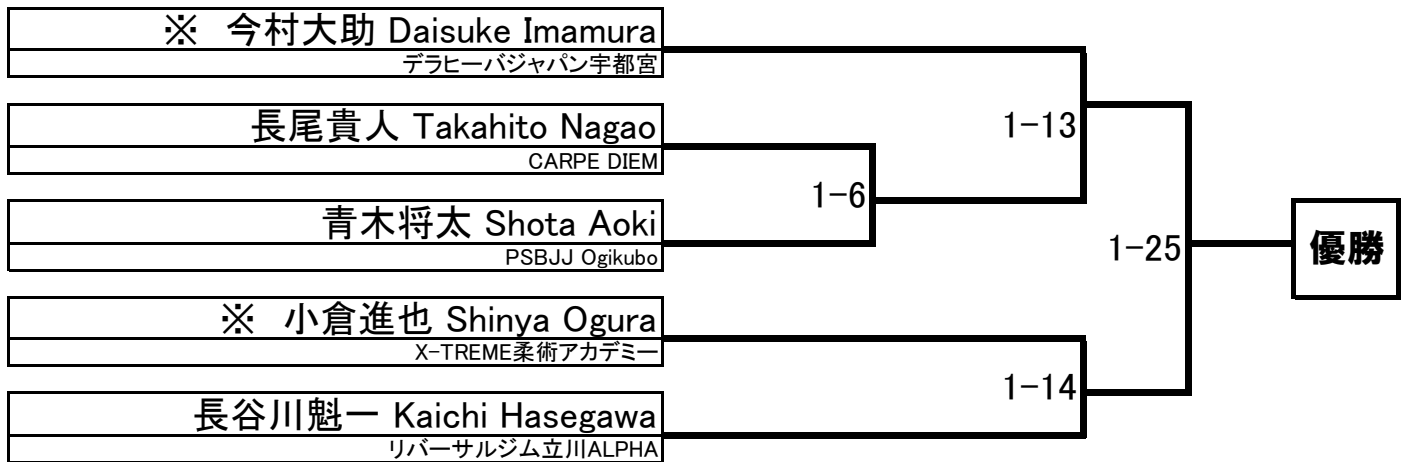 ※ 今村大助 Daisuke Imamura
デラヒーバジャパン宇都宮
長尾貴人 Takahito Nagao
CARPE DIEM
1-13
1-6
青木将太 Shota Aoki
PSBJJ Ogikubo
1-25
優勝
※ 小倉進也 Shinya Ogura
X-TREME柔術アカデミー
1-14
長谷川魁一 Kaichi Hasegawa
リバーサルジム立川ALPHA